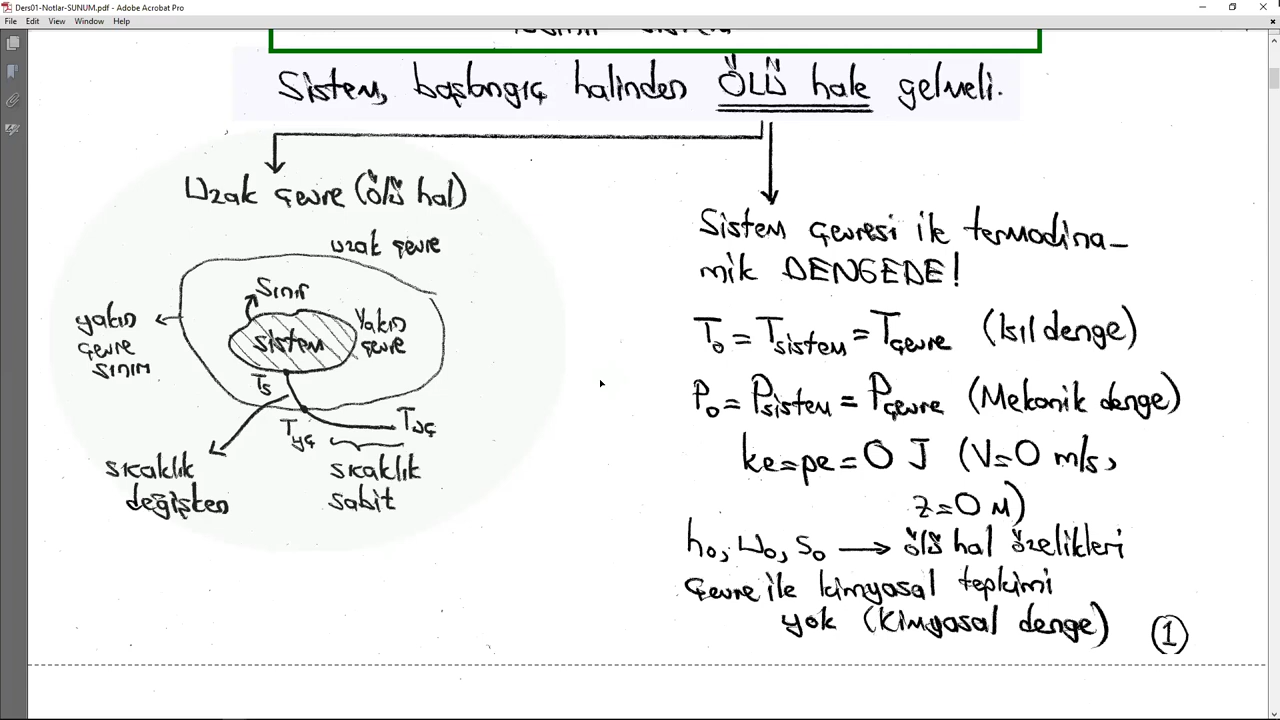 Ders01-Notlar-SUNUM.pdf - Adobe Acrobat Pro
File Edit View Window Help
Sistem, başlangıç halinden ÖLÜ hale gelmeli.
Uzak çevre (Ölü hal)
uzak çevre
Sınır
yakın
çevre
sınırı
sistem
Yakın
çevre
Ts
Tyç
Tuç
sıcaklık
değişken
sıcaklık
sabit
Sistem çevresi ile termodina-
mik DENGEDE!
T0 = Tsistem = Tçevre (Isıl denge)
P0 = Psistem = Pçevre (Mekanik denge)
ke=pe=0 J (V=0 m/s,
z=0 m)
h0, u0, s0 → ölü hal özelikleri
Çevre ile kimyasal tepkimi
yok (Kimyasal denge)
1